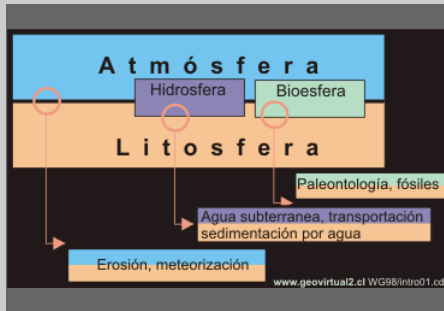 Atmósfera
Hidrosfera
Bioesfera
Litosfera
Paleontología, fósiles
Agua subterranea, transportación
sedimentación por agua
Erosión, meteorización
www.geovirtual2.cl WG98/intro01.cd